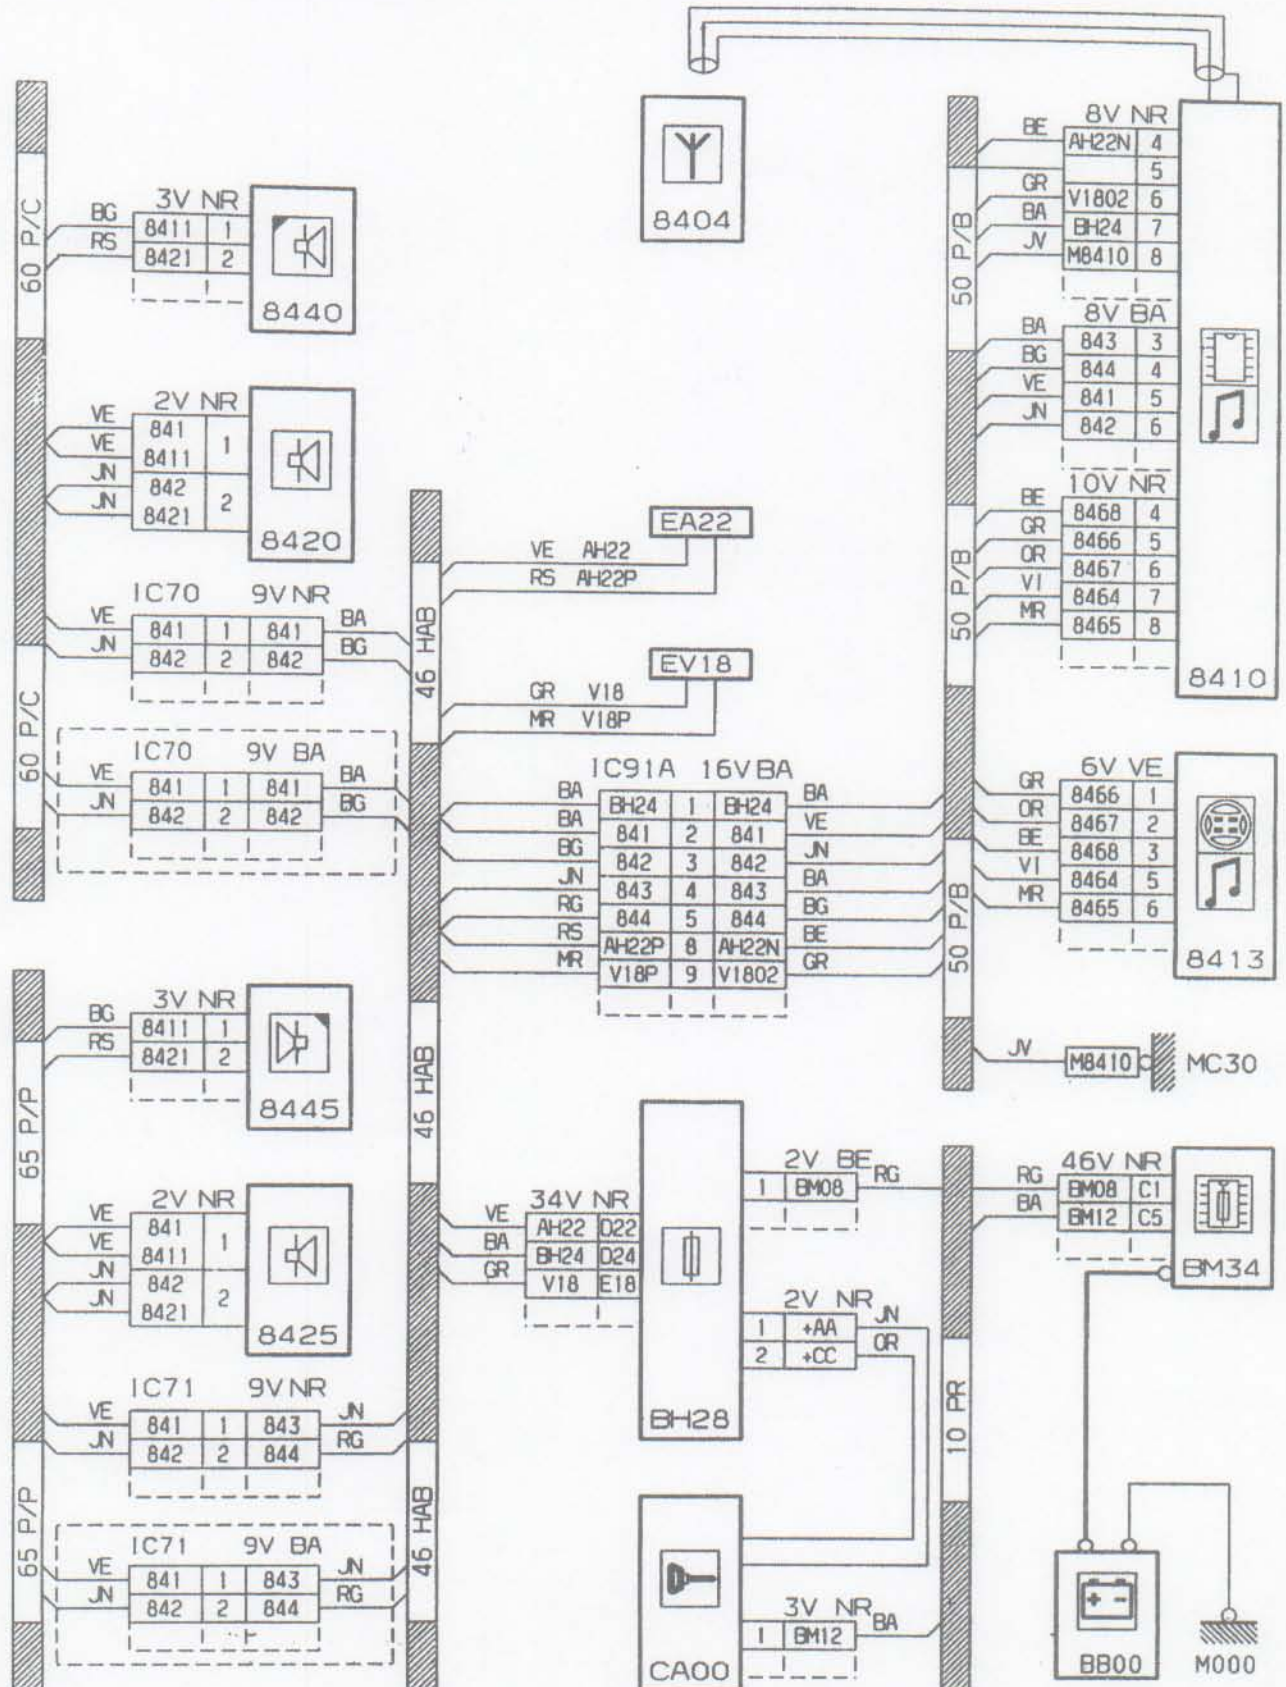 60 P/C
BG 3V NR
8411 1
RS 8421 2
8440
2V NR
VE 841
VE 8411 1
JN 842
JN 8421 2
8420
IC70 9V NR
VE 841 1 841 BA
JN 842 2 842 BG
60 P/C
IC70 9V BA
VE 841 1 841 BA
JN 842 2 842 BG
65 P/P
3V NR
BG 8411 1
RS 8421 2
8445
2V NR
VE 841
VE 8411 1
JN 842
JN 8421 2
8425
IC71 9V NR
VE 841 1 843 JN
JN 842 2 844 RG
65 P/P
IC71 9V BA
VE 841 1 843 JN
JN 842 2 844 RG
8404
46 HAB
EA22
VE AH22
RS AH22P
EV18
GR V18
MR V18P
IC91A 16V BA
BA BH24 1 BH24 BA
BA 841 2 841 VE
BG 842 3 842 JN
JN 843 4 843 BA
RG 844 5 844 BG
RS AH22P 8 AH22N BE
MR V18P 9 V1802 GR
46 HAB
34V NR
VE AH22 D22
BA BH24 D24
GR V18 E18
2V BE
1 BM08 RG
2V NR
1 +AA JN
2 +CC OR
BH28
46 HAB
3V NR
1 BM12 BA
CA00
50 P/B
8V NR
BE AH22N 4
5
GR V1802 6
BA BH24 7
JV M8410 8
8V BA
BA 843 3
BG 844 4
VE 841 5
JN 842 6
50 P/B
10V NR
BE 8468 4
GR 8466 5
OR 8467 6
VI 8464 7
MR 8465 8
8410
50 P/B
6V VE
GR 8466 1
OR 8467 2
BE 8468 3
VI 8464 5
MR 8465 6
8413
JV M8410 MC30
46V NR
RG BM08 C1
BA BM12 C5
BM34
10 PR
+ -
BB00
M000